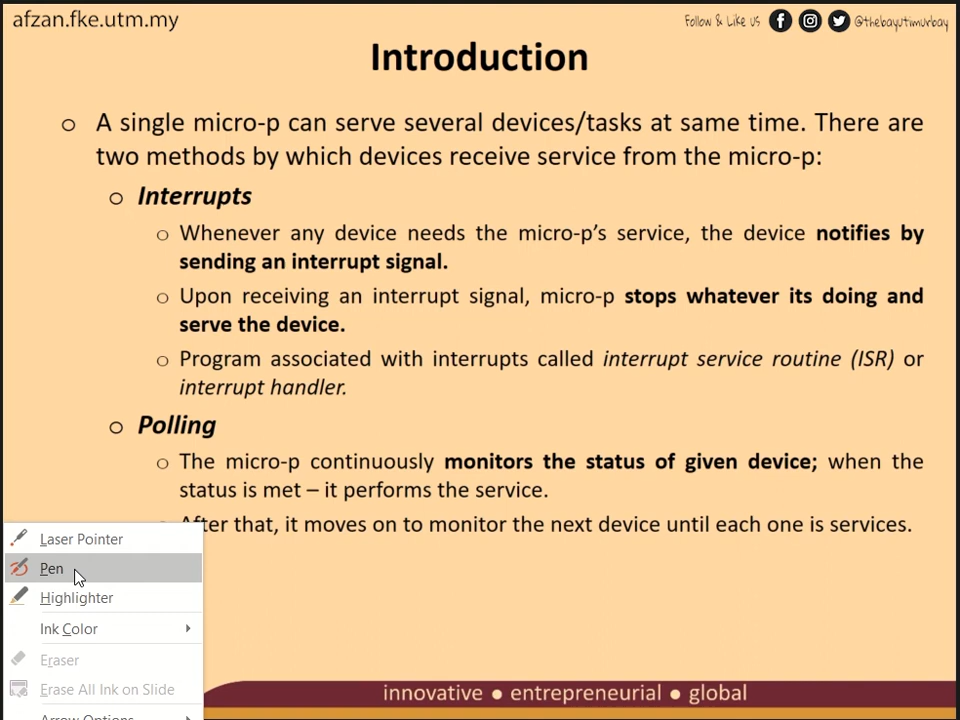 afzan.fke.utm.my
Follow & Like Us
@thebayutimurbay
Introduction
o A single micro-p can serve several devices/tasks at same time. There are
two methods by which devices receive service from the micro-p:
o Interrupts
o Whenever any device needs the micro-p's service, the device notifies by
sending an interrupt signal.
o Upon receiving an interrupt signal, micro-p stops whatever its doing and
serve the device.
o Program associated with interrupts called interrupt service routine (ISR) or
interrupt handler.
o Polling
o The micro-p continuously monitors the status of given device; when the
status is met – it performs the service.
After that, it moves on to monitor the next device until each one is services.
Laser Pointer
Pen
Highlighter
Ink Color
Eraser
Erase All Ink on Slide
Arrow Options
innovative ● entrepreneurial ● global